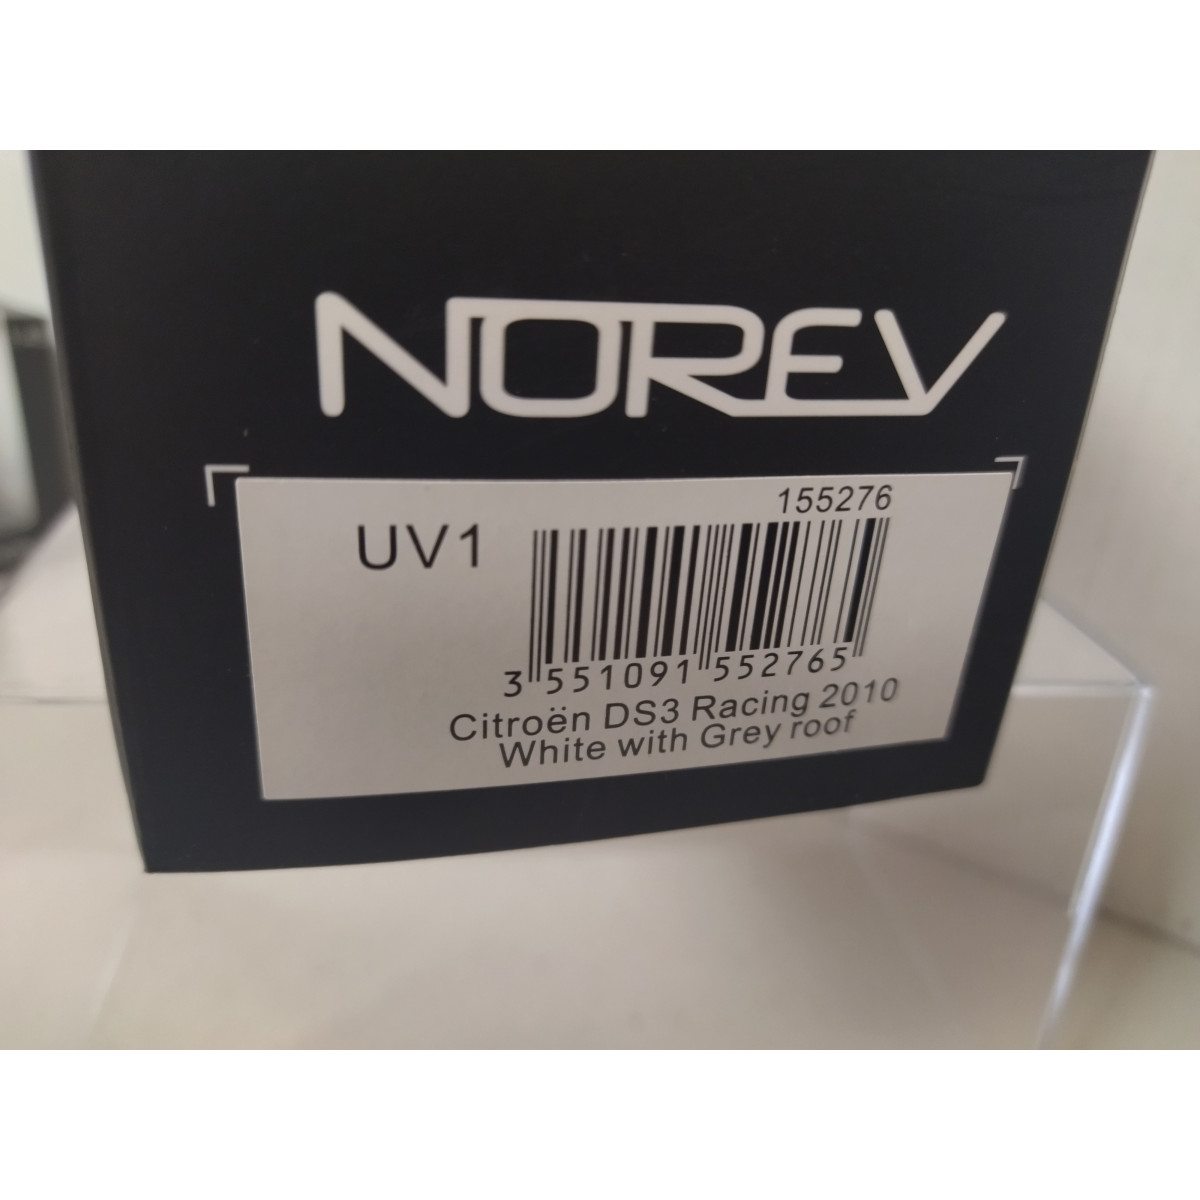 NOREV
155276
UV1
3 551091 552765
Citroën DS3 Racing 2010
White with Grey roof